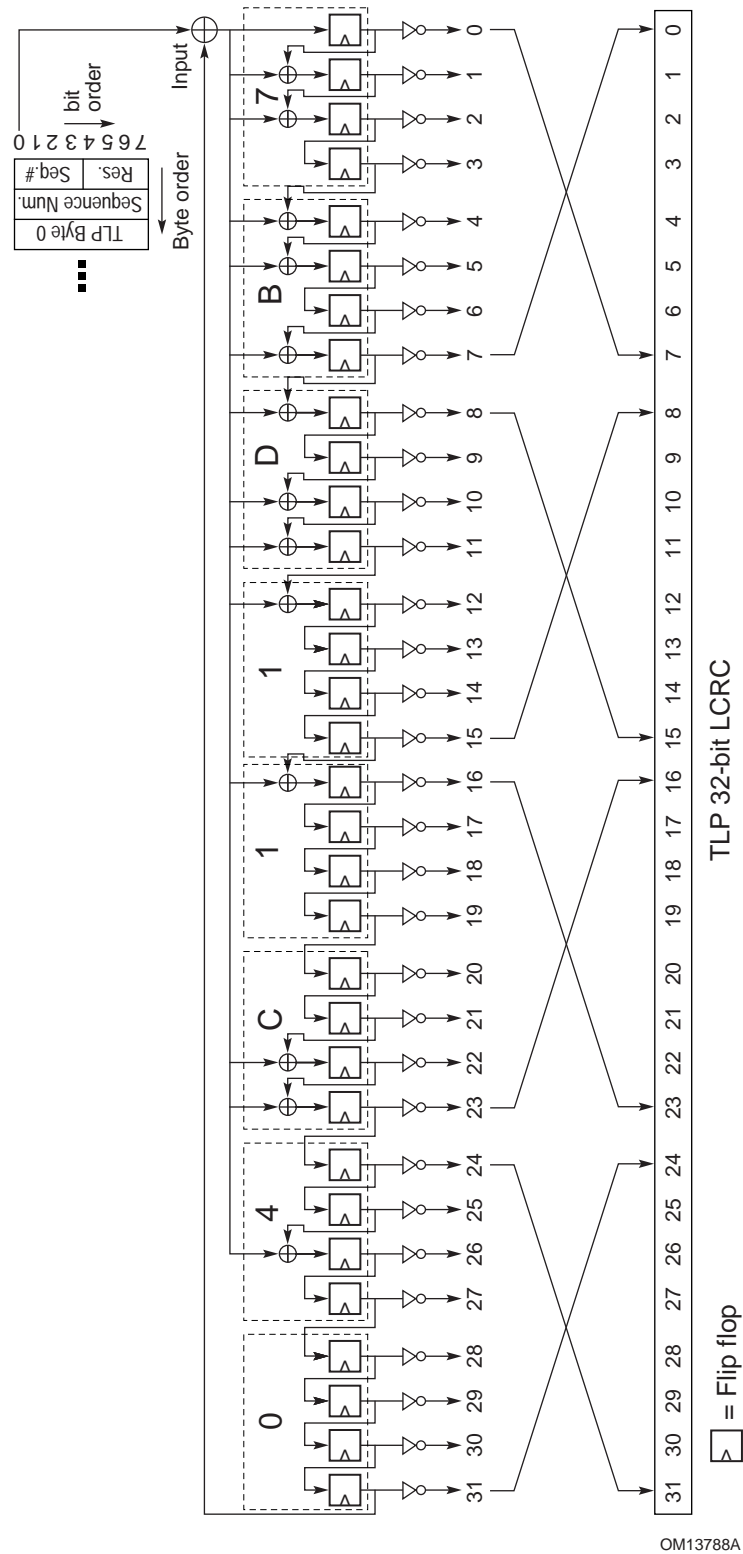 0 1 2 3 4 5 6 7
bit order
Seq.# Res.
Sequence Num.
TLP Byte 0
Byte order
Input
7
B
D
1
1
C
4
0
0 1 2 3 4 5 6 7 8 9 10 11 12 13 14 15 16 17 18 19 20 21 22 23 24 25 26 27 28 29 30 31
0 1 2 3 4 5 6 7 8 9 10 11 12 13 14 15 16 17 18 19 20 21 22 23 24 25 26 27 28 29 30 31
TLP 32-bit LCRC
= Flip flop
OM13788A